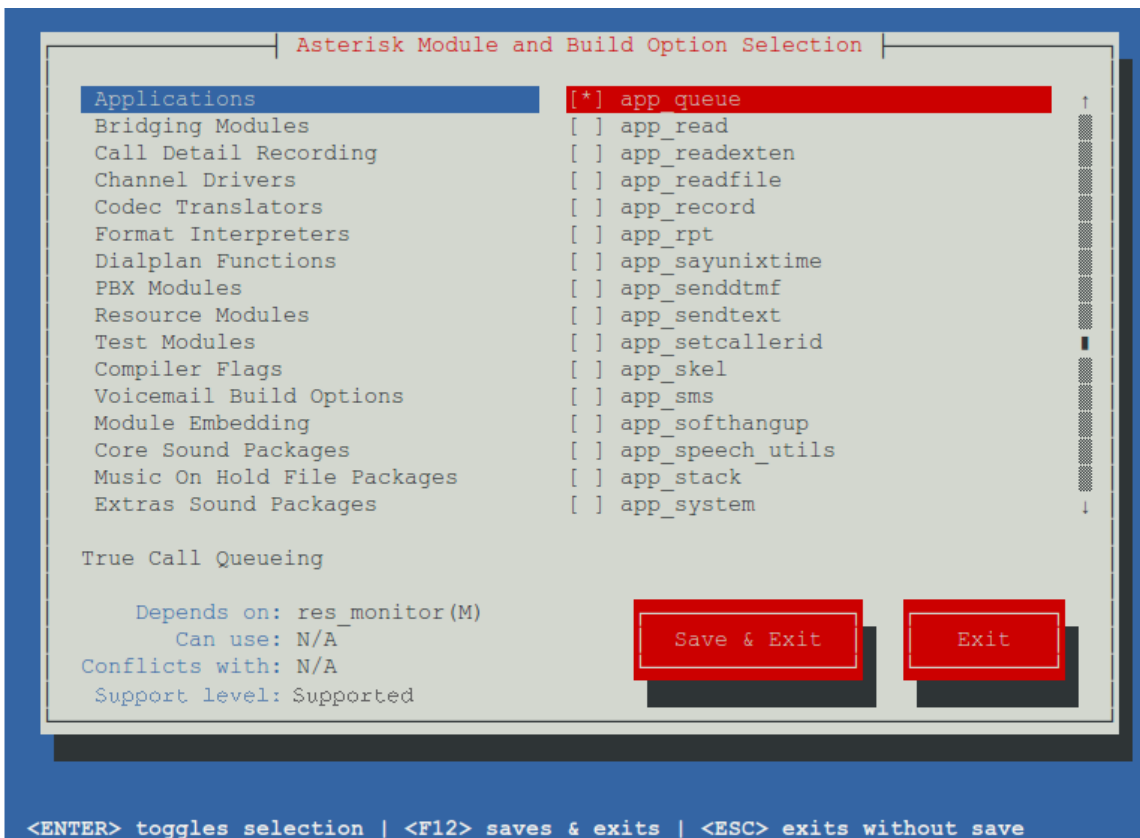 Asterisk Module and Build Option Selection
Applications [*] app_queue
Bridging Modules [ ] app_read
Call Detail Recording [ ] app_readexten
Channel Drivers [ ] app_readfile
Codec Translators [ ] app_record
Format Interpreters [ ] app_rpt
Dialplan Functions [ ] app_sayunixtime
PBX Modules [ ] app_senddtmf
Resource Modules [ ] app_sendtext
Test Modules [ ] app_setcallerid
Compiler Flags [ ] app_skel
Voicemail Build Options [ ] app_sms
Module Embedding [ ] app_softhangup
Core Sound Packages [ ] app_speech_utils
Music On Hold File Packages [ ] app_stack
Extras Sound Packages [ ] app_system
True Call Queueing
Depends on: res_monitor(M)
Can use: N/A
Conflicts with: N/A
Support level: Supported
Save & Exit Exit
<ENTER> toggles selection | <F12> saves & exits | <ESC> exits without save